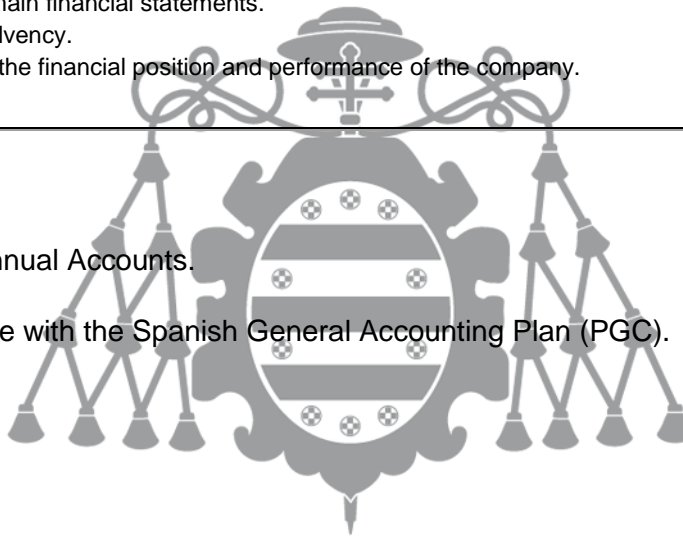 main financial statements.
lvency.
the financial position and performance of the company.
nnual Accounts.
e with the Spanish General Accounting Plan (PGC).